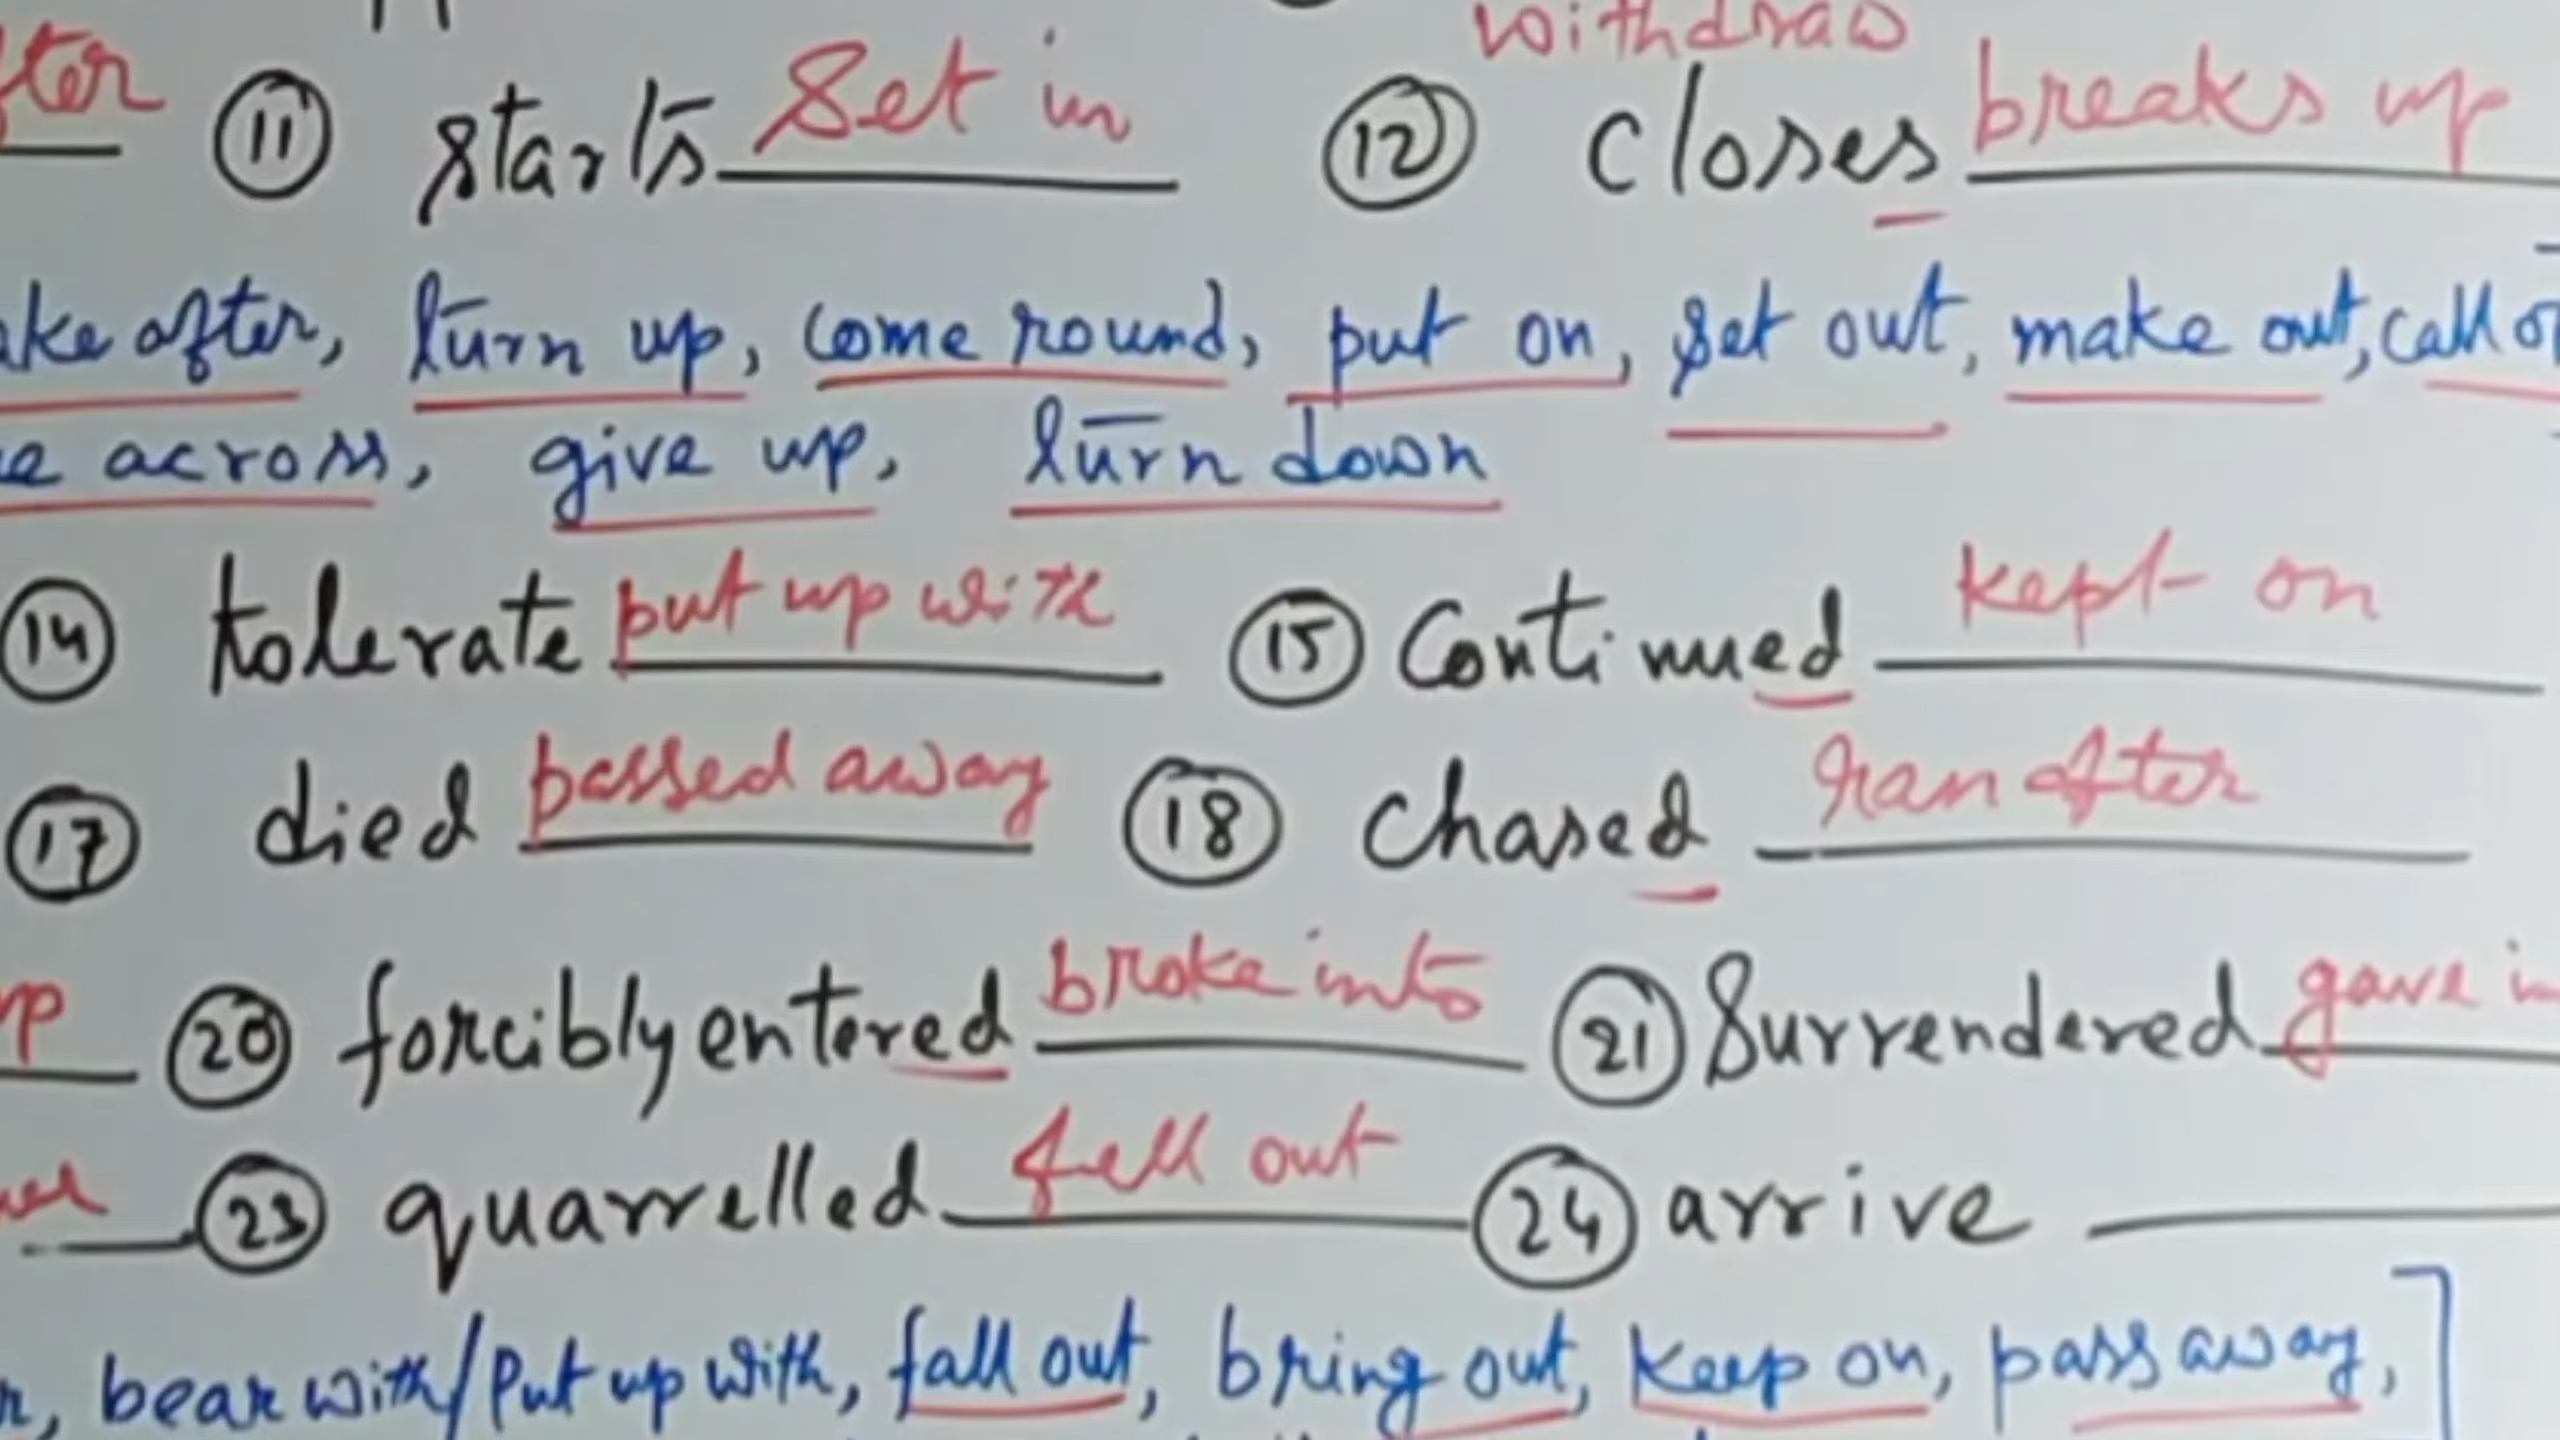 withdraw
11 starts set in 12 closes breaks up
after, turn up, come round, put on, set out, make out, call
across, give up, turn down
14 tolerate put up with 15 Continued kept on
17 died passed away 18 chased ran after
up 20 forcibly entered broke into 21 Surrendered gave in
23 quarrelled fell out 24 arrive
bear with/Put up with, fall out, bring out, keep on, pass away,]